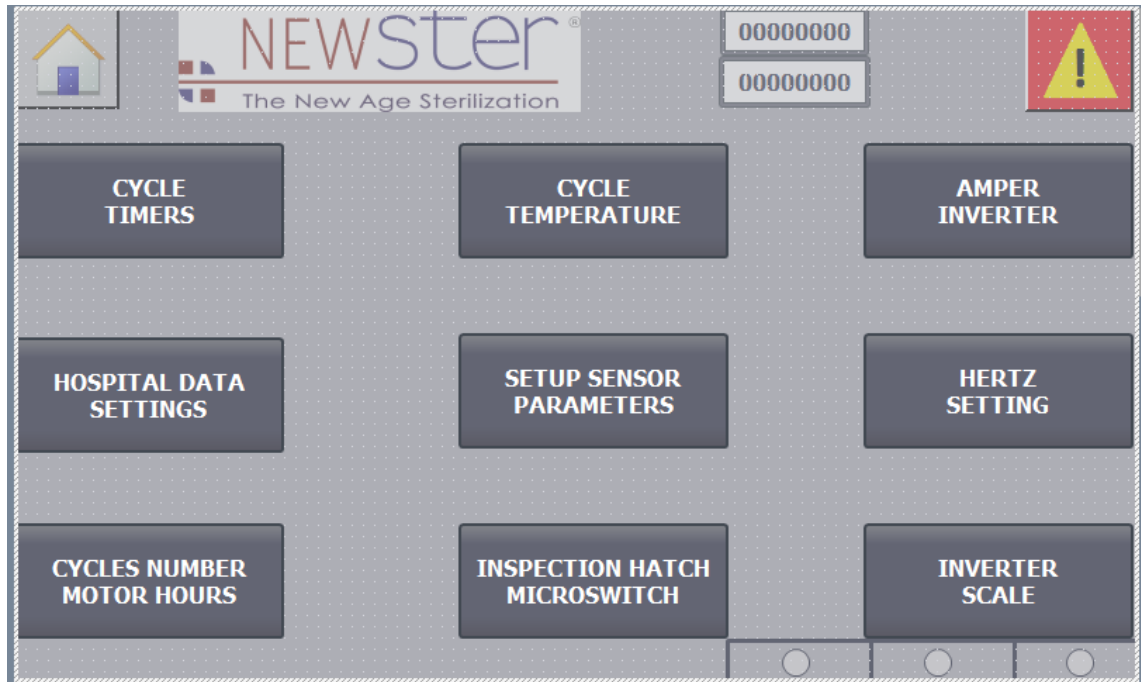 NEWSter®
The New Age Sterilization
00000000
00000000
!
CYCLE
TIMERS
CYCLE
TEMPERATURE
AMPER
INVERTER
HOSPITAL DATA
SETTINGS
SETUP SENSOR
PARAMETERS
HERTZ
SETTING
CYCLES NUMBER
MOTOR HOURS
INSPECTION HATCH
MICROSWITCH
INVERTER
SCALE